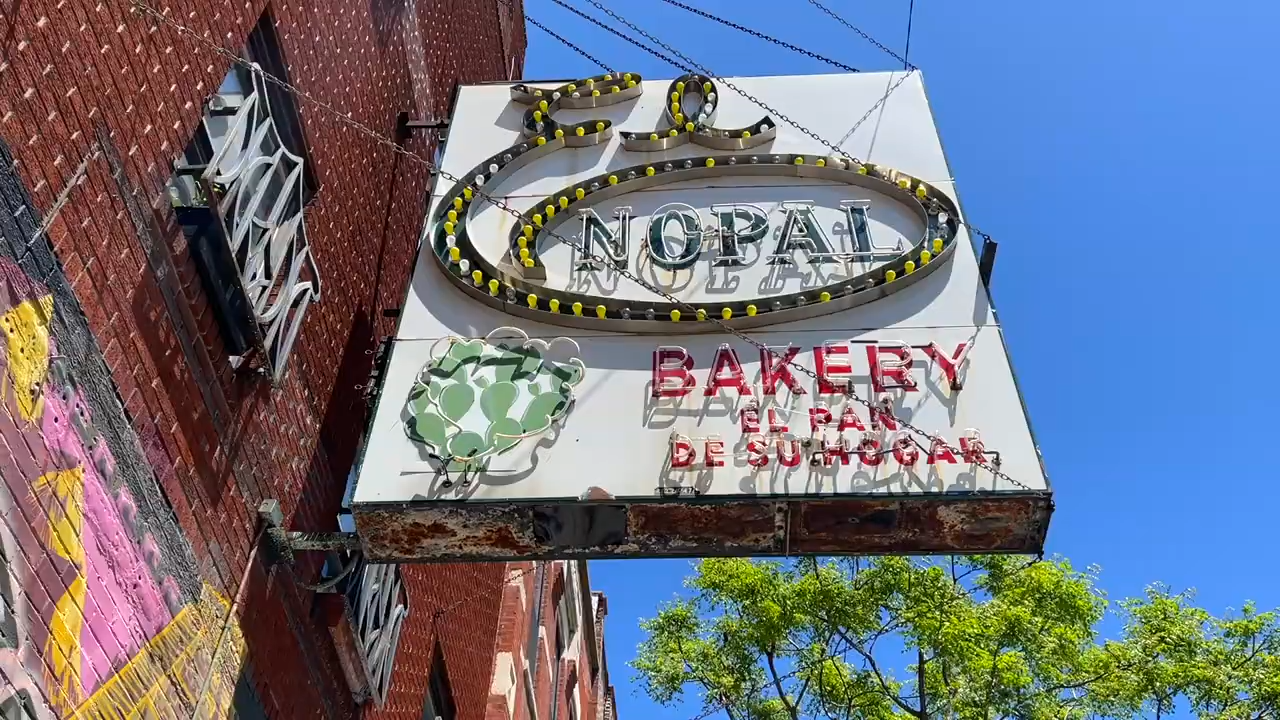 El
NOPAL
BAKERY
EL PAN
DE SU HOGAR